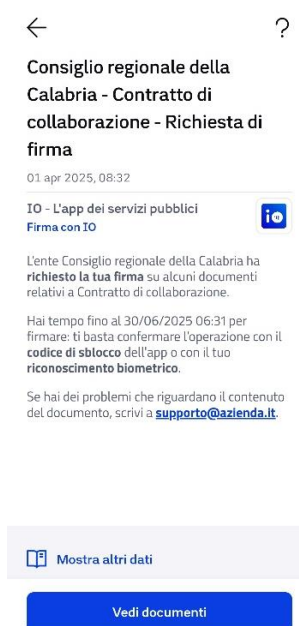 ?
Consiglio regionale della
Calabria - Contratto di
collaborazione - Richiesta di
firma
01 apr 2025, 08:32
IO - L'app dei servizi pubblici
Firma con IO
io
L'ente Consiglio regionale della Calabria ha
richiesto la tua firma su alcuni documenti
relativi a Contratto di collaborazione.
Hai tempo fino al 30/06/2025 06:31 per
firmare: ti basta confermare l'operazione con il
codice di sblocco dell'app o con il tuo
riconoscimento biometrico.
Se hai dei problemi che riguardano il contenuto
del documento, scrivi a supporto@azienda.it.
Mostra altri dati
Vedi documenti